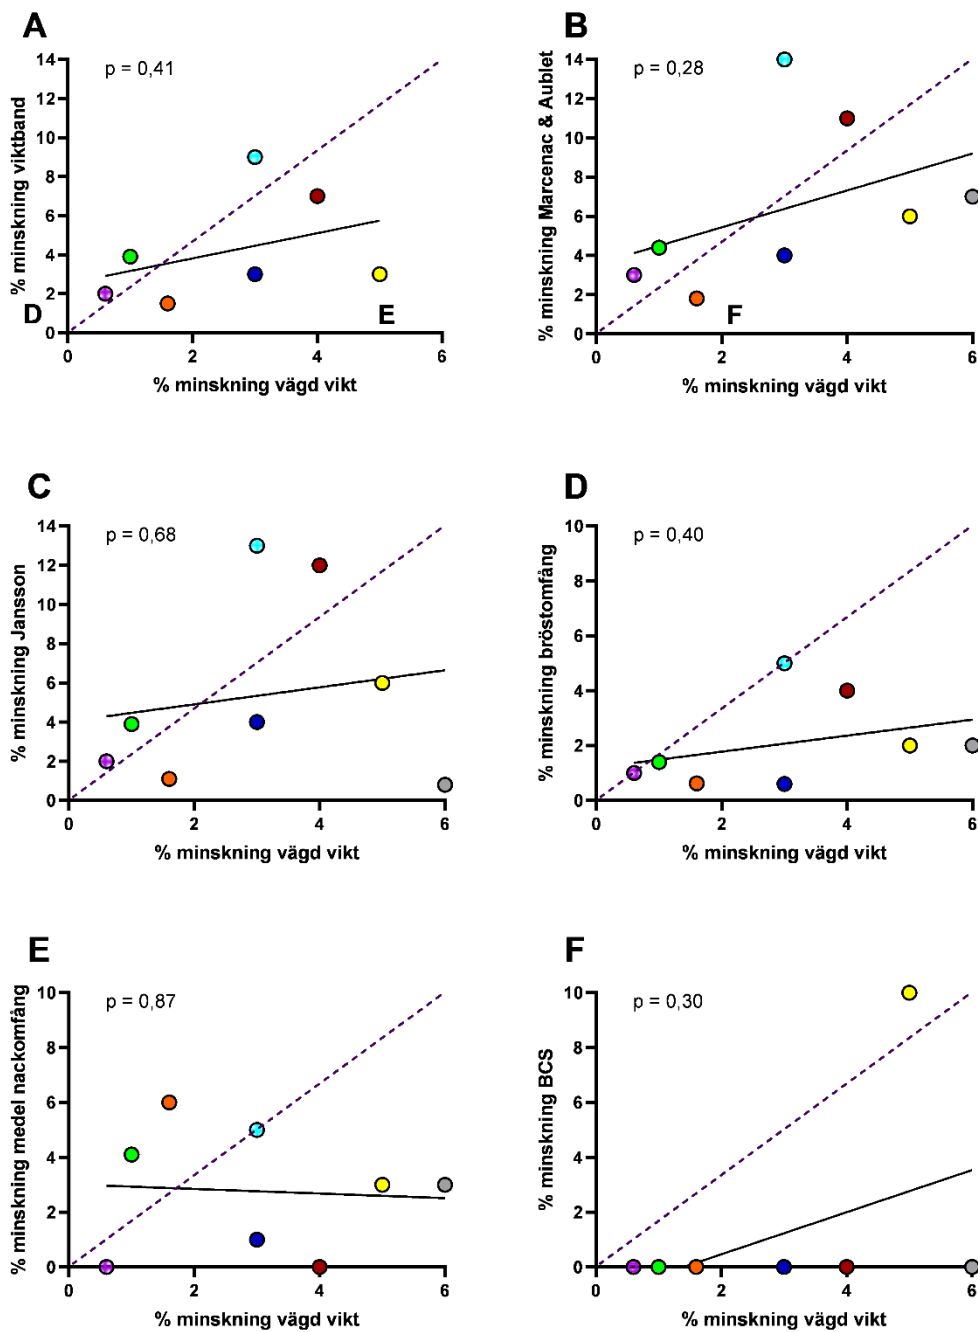 A
p = 0,41
% minskning viktband
14
12
10
8
6
4
2
0
D
E
0 2 4 6
% minskning vägd vikt
B
p = 0,28
% minskning Marcenac & Aublet
14
12
10
8
6
4
2
0
F
0 2 4 6
% minskning vägd vikt
C
p = 0,68
% minskning Jansson
14
12
10
8
6
4
2
0
0 2 4 6
% minskning vägd vikt
D
p = 0,40
% minskning bröstomfång
10
8
6
4
2
0
0 2 4 6
% minskning vägd vikt
E
p = 0,87
% minskning medel nackomfång
10
8
6
4
2
0
0 2 4 6
% minskning vägd vikt
F
p = 0,30
% minskning BCS
10
8
6
4
2
0
0 2 4 6
% minskning vägd vikt